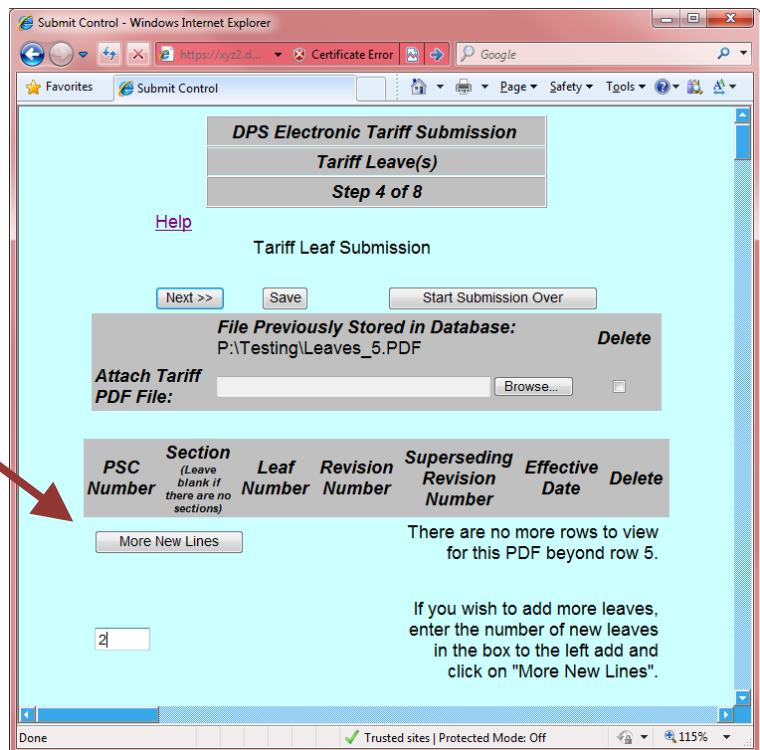 Submit Control - Windows Internet Explorer
https://xyz2.d... Certificate Error Google
Favorites Submit Control Page Safety Tools
DPS Electronic Tariff Submission
Tariff Leave(s)
Step 4 of 8
Help
Tariff Leaf Submission
Next >> Save Start Submission Over
File Previously Stored in Database:
P:\Testing\Leaves_5.PDF
Delete
Attach Tariff
PDF File:
Browse...
PSC
Number
Section
(Leave
blank if
there are no
sections)
Leaf
Number
Revision
Number
Superseding
Revision
Number
Effective
Date
Delete
More New Lines
There are no more rows to view
for this PDF beyond row 5.
2
If you wish to add more leaves,
enter the number of new leaves
in the box to the left add and
click on "More New Lines".
Done Trusted sites | Protected Mode: Off 115%